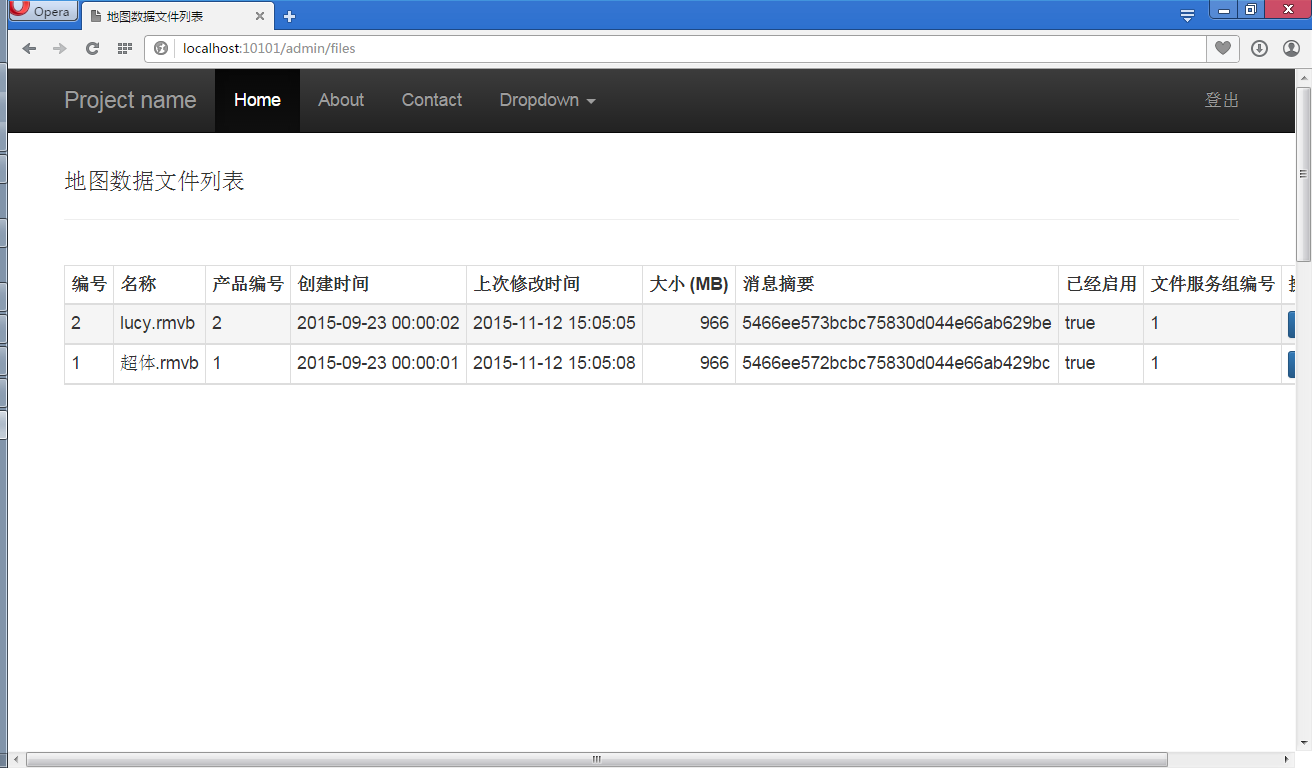 Opera
地图数据文件列表
localhost:10101/admin/files
Project name Home About Contact Dropdown 登出
地图数据文件列表
编号 名称 产品编号 创建时间 上次修改时间 大小 (MB) 消息摘要 已经启用 文件服务组编号
2 lucy.rmvb 2 2015-09-23 00:00:02 2015-11-12 15:05:05 966 5466ee573bcbc75830d044e66ab629be true 1
1 超体.rmvb 1 2015-09-23 00:00:01 2015-11-12 15:05:08 966 5466ee572bcbc75830d043e66ab429bc true 1